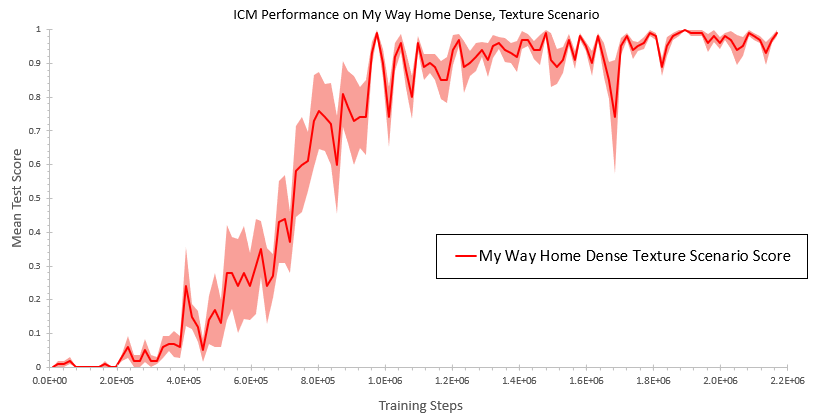 ICM Performance on My Way Home Dense, Texture Scenario
1
0.9
0.8
0.7
0.6
0.5
0.4
0.3
0.2
0.1
0
Mean Test Score
My Way Home Dense Texture Scenario Score
0.0E+00 2.0E+05 4.0E+05 6.0E+05 8.0E+05 1.0E+06 1.2E+06 1.4E+06 1.6E+06 1.8E+06 2.0E+06 2.2E+06
Training Steps